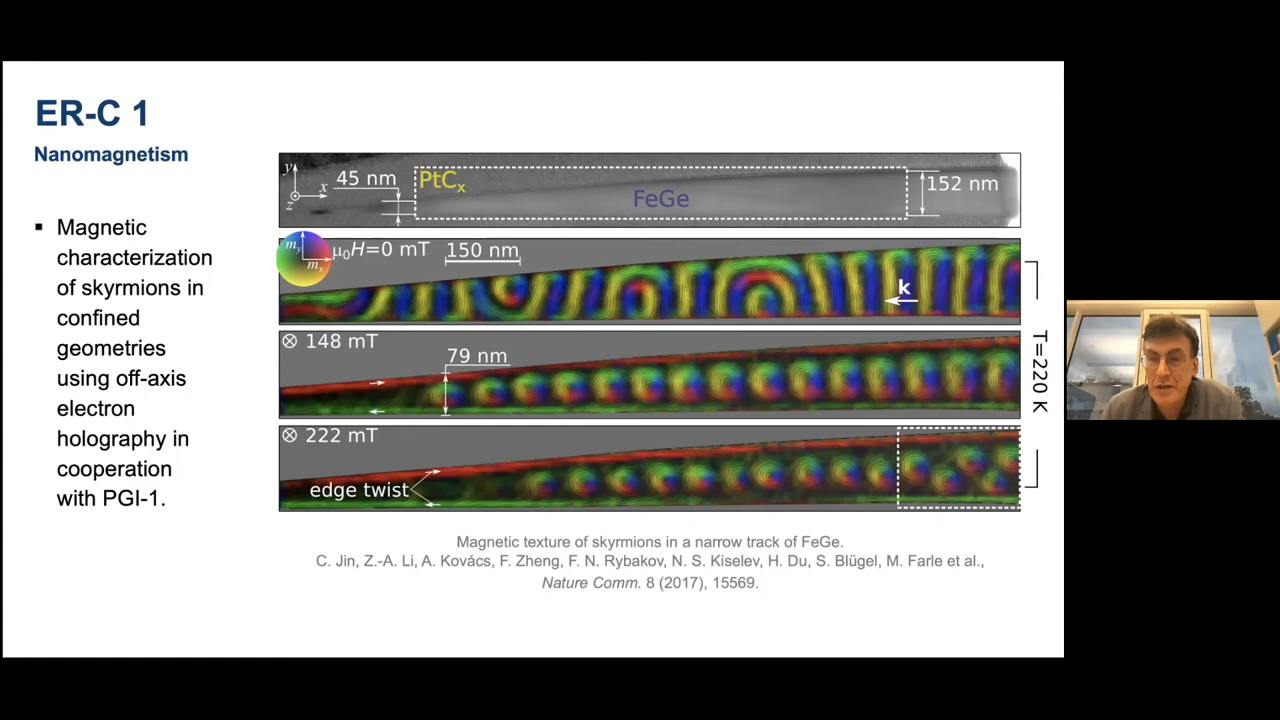 ER-C 1
Nanomagnetism
▪ Magnetic
characterization
of skyrmions in
confined
geometries
using off-axis
electron
holography in
cooperation
with PGI-1.
y
x
z
45 nm
PtCx
FeGe
152 nm
my
mx
μ0H=0 mT
150 nm
k
⊗ 148 mT
79 nm
⊗ 222 mT
edge twist
T=220 K
Magnetic texture of skyrmions in a narrow track of FeGe.
C. Jin, Z.-A. Li, A. Kovács, F. Zheng, F. N. Rybakov, N. S. Kiselev, H. Du, S. Blügel, M. Farle et al.,
Nature Comm. 8 (2017), 15569.